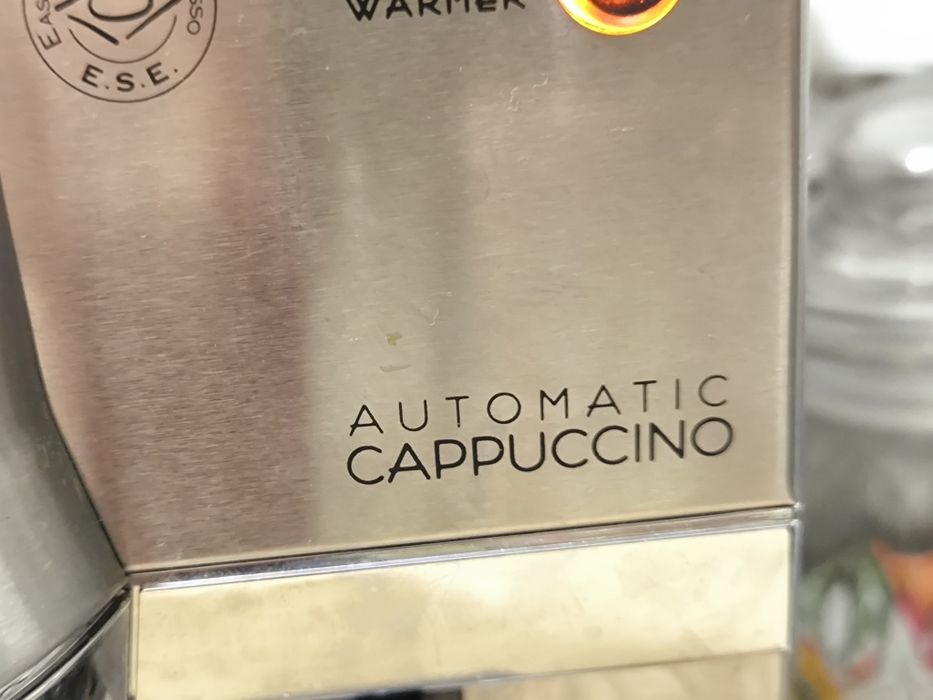 WARMER
E.S.E.
AUTOMATIC
CAPPUCCINO